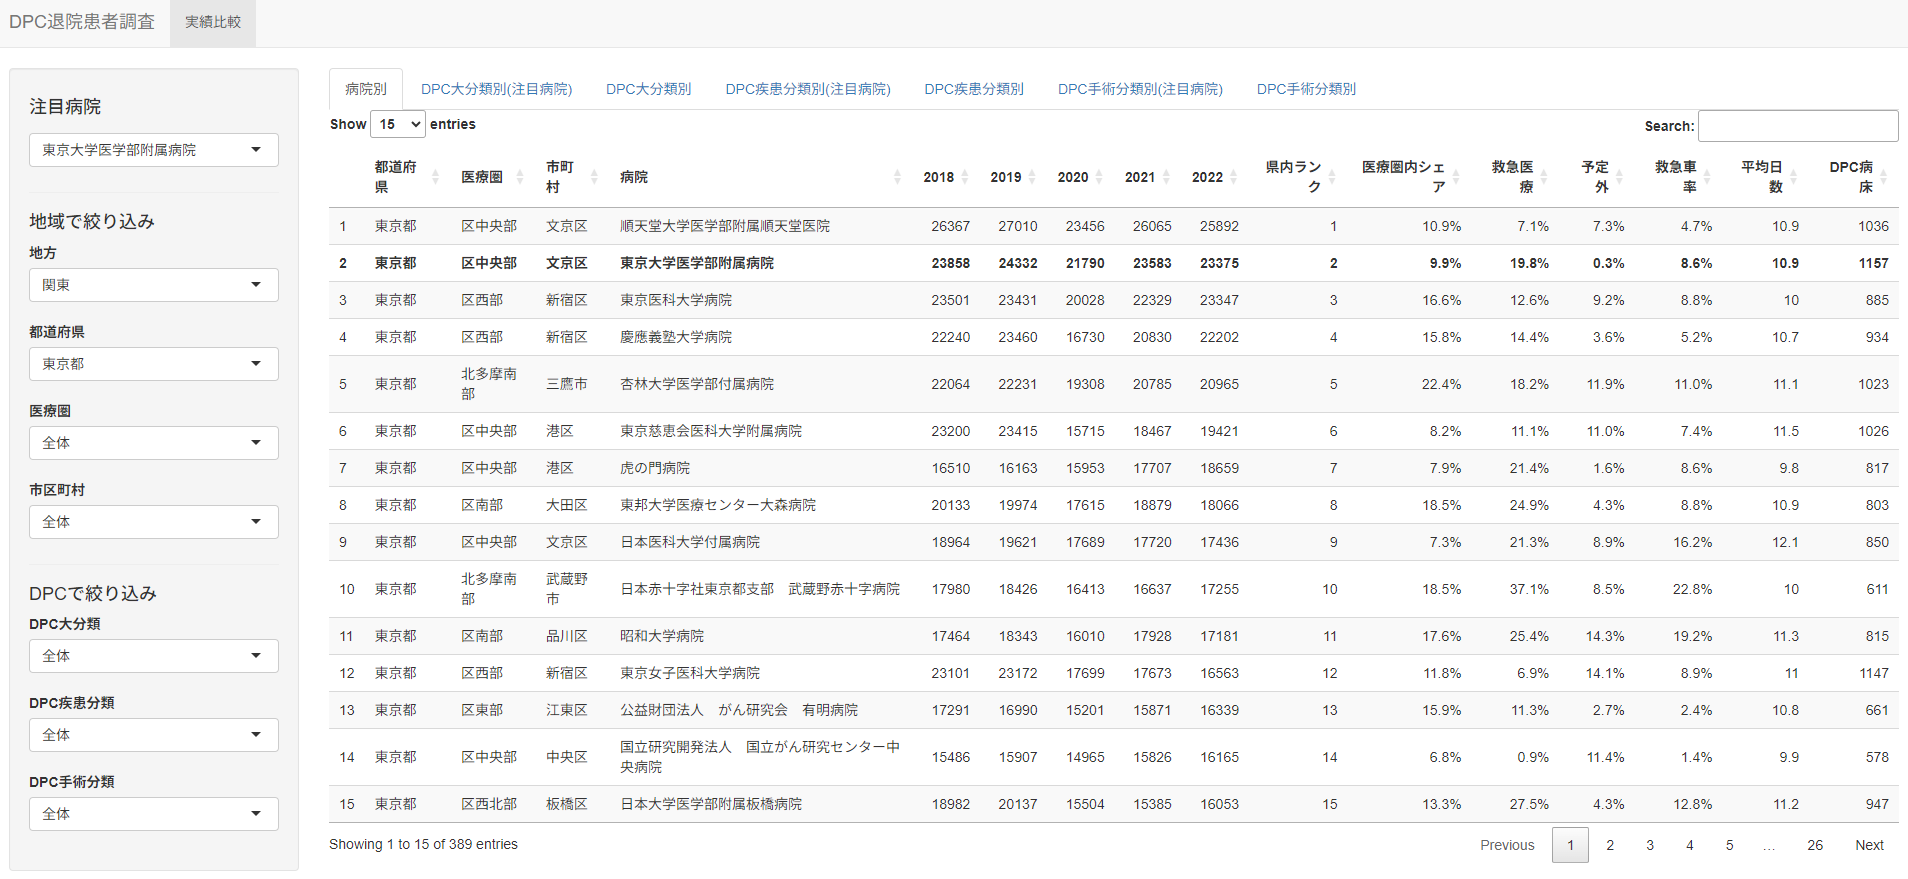 DPC退院患者調査 実績比較
注目病院
東京大学医学部附属病院
地域で絞り込み
地方
関東
都道府県
東京都
医療圏
全体
市区町村
全体
DPCで絞り込み
DPC大分類
全体
DPC疾患分類
全体
DPC手術分類
全体
病院別 DPC大分類別(注目病院) DPC大分類別 DPC疾患分類別(注目病院) DPC疾患分類別 DPC手術分類別(注目病院) DPC手術分類別
Show 15 entries Search:
都道府県 医療圏 市町村 病院 2018 2019 2020 2021 2022 県内ランク 医療圏内シェア 救急医療 予定外 救急車率 平均日数 DPC病床
1 東京都 区中央部 文京区 順天堂大学医学部附属順天堂医院 26367 27010 23456 26065 25892 1 10.9% 7.1% 7.3% 4.7% 10.9 1036
2 東京都 区中央部 文京区 東京大学医学部附属病院 23858 24332 21790 23583 23375 2 9.9% 19.8% 0.3% 8.6% 10.9 1157
3 東京都 区西部 新宿区 東京医科大学病院 23501 23431 20028 22329 23347 3 16.6% 12.6% 9.2% 8.8% 10 885
4 東京都 区西部 新宿区 慶應義塾大学病院 22240 23460 16730 20830 22202 4 15.8% 14.4% 3.6% 5.2% 10.7 934
5 東京都 北多摩南部 三鷹市 杏林大学医学部付属病院 22064 22231 19308 20785 20965 5 22.4% 18.2% 11.9% 11.0% 11.1 1023
6 東京都 区中央部 港区 東京慈恵会医科大学附属病院 23200 23415 15715 18467 19421 6 8.2% 11.1% 11.0% 7.4% 11.5 1026
7 東京都 区中央部 港区 虎の門病院 16510 16163 15953 17707 18659 7 7.9% 21.4% 1.6% 8.6% 9.8 817
8 東京都 区南部 大田区 東邦大学医療センター大森病院 20133 19974 17615 18879 18066 8 18.5% 24.9% 4.3% 8.8% 10.9 803
9 東京都 区中央部 文京区 日本医科大学付属病院 18964 19621 17689 17720 17436 9 7.3% 21.3% 8.9% 16.2% 12.1 850
10 東京都 北多摩南部 武蔵野市 日本赤十字社東京都支部　武蔵野赤十字病院 17980 18426 16413 16637 17255 10 18.5% 37.1% 8.5% 22.8% 10 611
11 東京都 区南部 品川区 昭和大学病院 17464 18343 16010 17928 17181 11 17.6% 25.4% 14.3% 19.2% 11.3 815
12 東京都 区西部 新宿区 東京女子医科大学病院 23101 23172 17699 17673 16563 12 11.8% 6.9% 14.1% 8.9% 11 1147
13 東京都 区東部 江東区 公益財団法人　がん研究会　有明病院 17291 16990 15201 15871 16339 13 15.9% 11.3% 2.7% 2.4% 10.8 661
14 東京都 区中央部 中央区 国立研究開発法人　国立がん研究センター中央病院 15486 15907 14965 15826 16165 14 6.8% 0.9% 11.4% 1.4% 9.9 578
15 東京都 区西北部 板橋区 日本大学医学部附属板橋病院 18982 20137 15504 15385 16053 15 13.3% 27.5% 4.3% 12.8% 11.2 947
Showing 1 to 15 of 389 entries Previous 1 2 3 4 5 … 26 Next